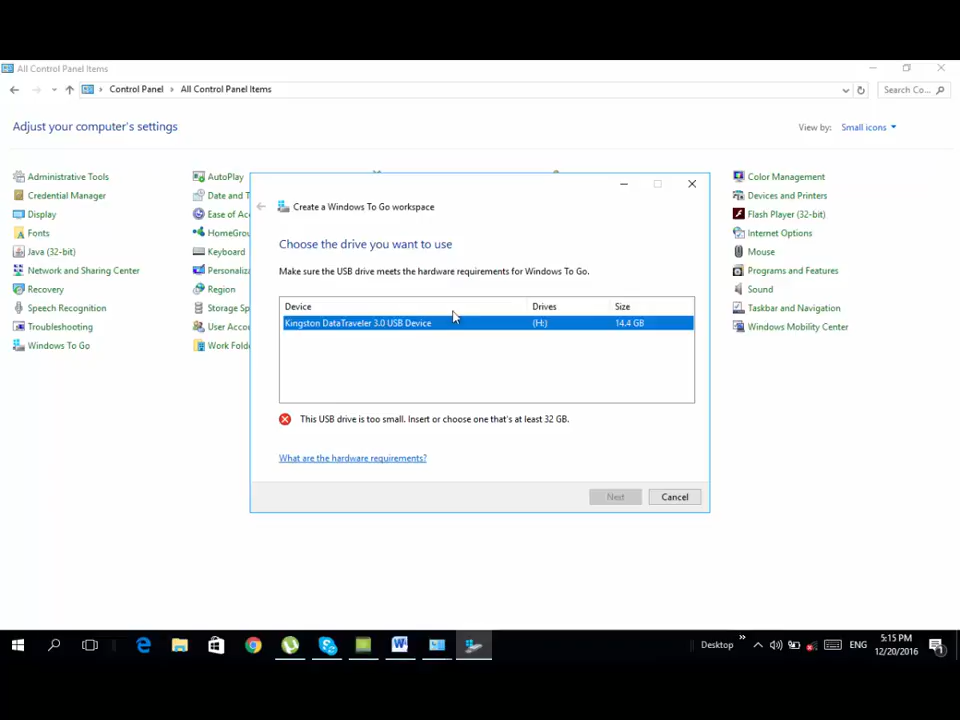 All Control Panel Items
Control Panel > All Control Panel Items
Search Co...
Adjust your computer's settings
View by: Small icons
Administrative Tools
Credential Manager
Display
Fonts
Java (32-bit)
Network and Sharing Center
Recovery
Speech Recognition
Troubleshooting
Windows To Go
AutoPlay
Date and T
Ease of Ac
HomeGrou
Keyboard
Personaliz
Region
Storage Sp
User Accou
Work Folde
Color Management
Devices and Printers
Flash Player (32-bit)
Internet Options
Mouse
Programs and Features
Sound
Taskbar and Navigation
Windows Mobility Center
Create a Windows To Go workspace
Choose the drive you want to use
Make sure the USB drive meets the hardware requirements for Windows To Go.
Device Drives Size
Kingston DataTraveler 3.0 USB Device (H:) 14.4 GB
This USB drive is too small. Insert or choose one that's at least 32 GB.
What are the hardware requirements?
Next Cancel
Desktop
ENG
5:15 PM
12/20/2016
1